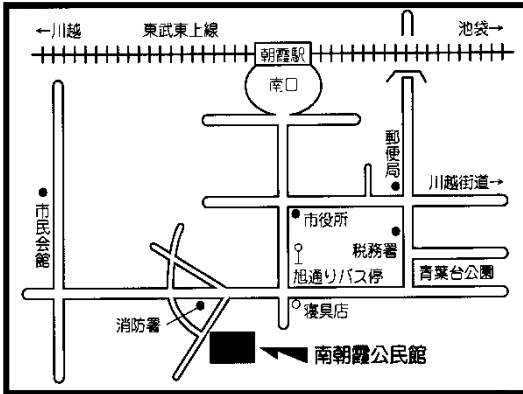 ←川越
東武東上線
池袋→
朝霞駅
南口
郵便局
川越街道→
市民会館
市役所
税務署
旭通りバス停
青葉台公園
消防署
寝具店
南朝霞公民館